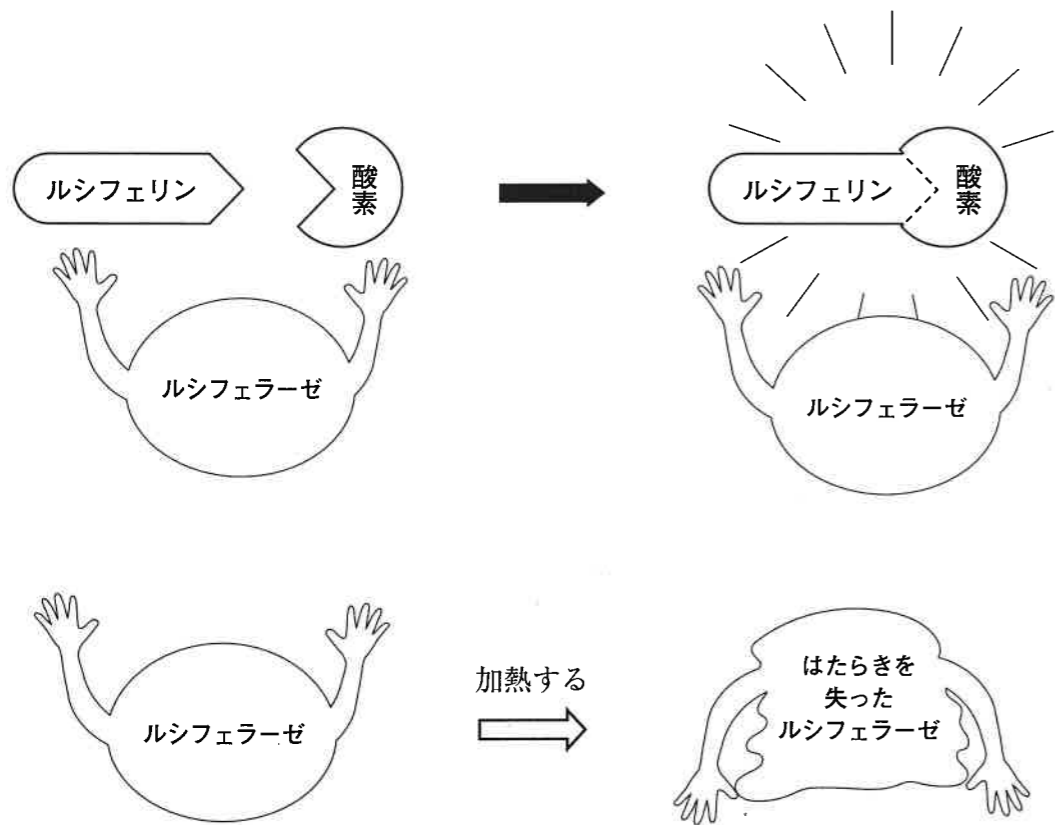 ルシフェリン
酸素
ルシフェリン
酸素
ルシフェラーゼ
ルシフェラーゼ
ルシフェラーゼ
加熱する
はたらきを
失った
ルシフェラーゼ